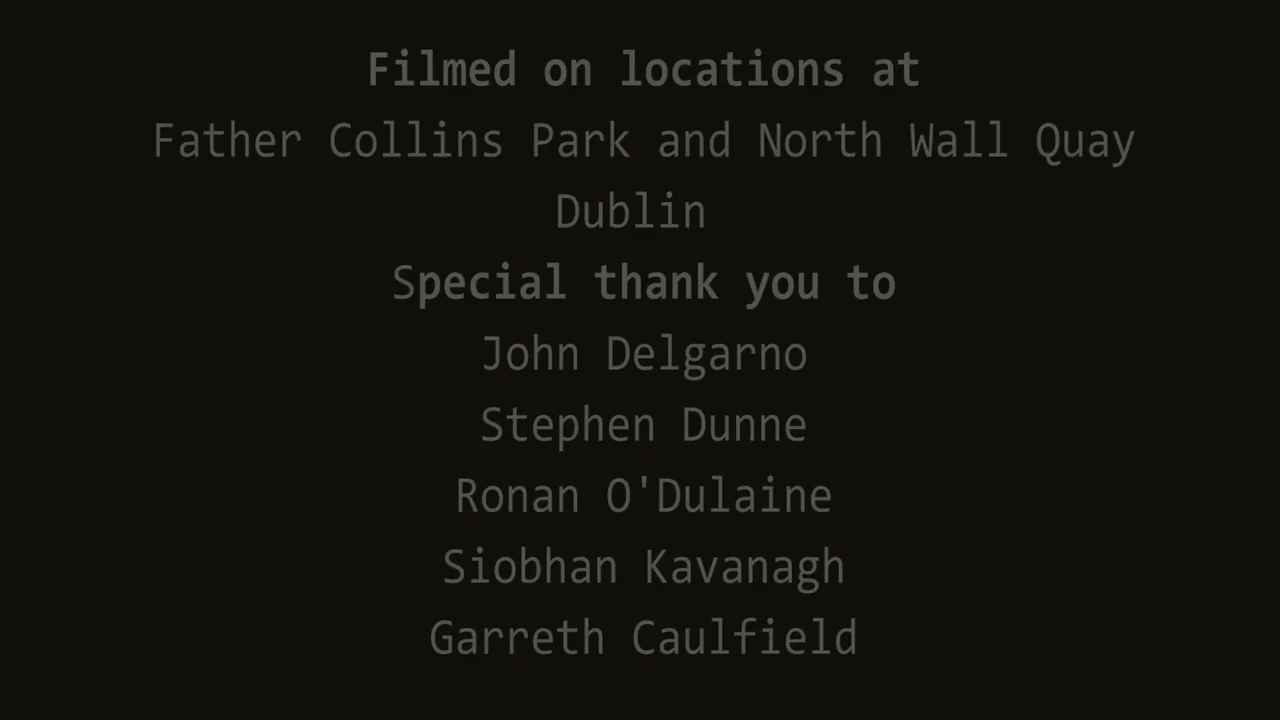 Filmed on locations at
Father Collins Park and North Wall Quay
Dublin
Special thank you to
John Delgarno
Stephen Dunne
Ronan O'Dulaine
Siobhan Kavanagh
Garreth Caulfield